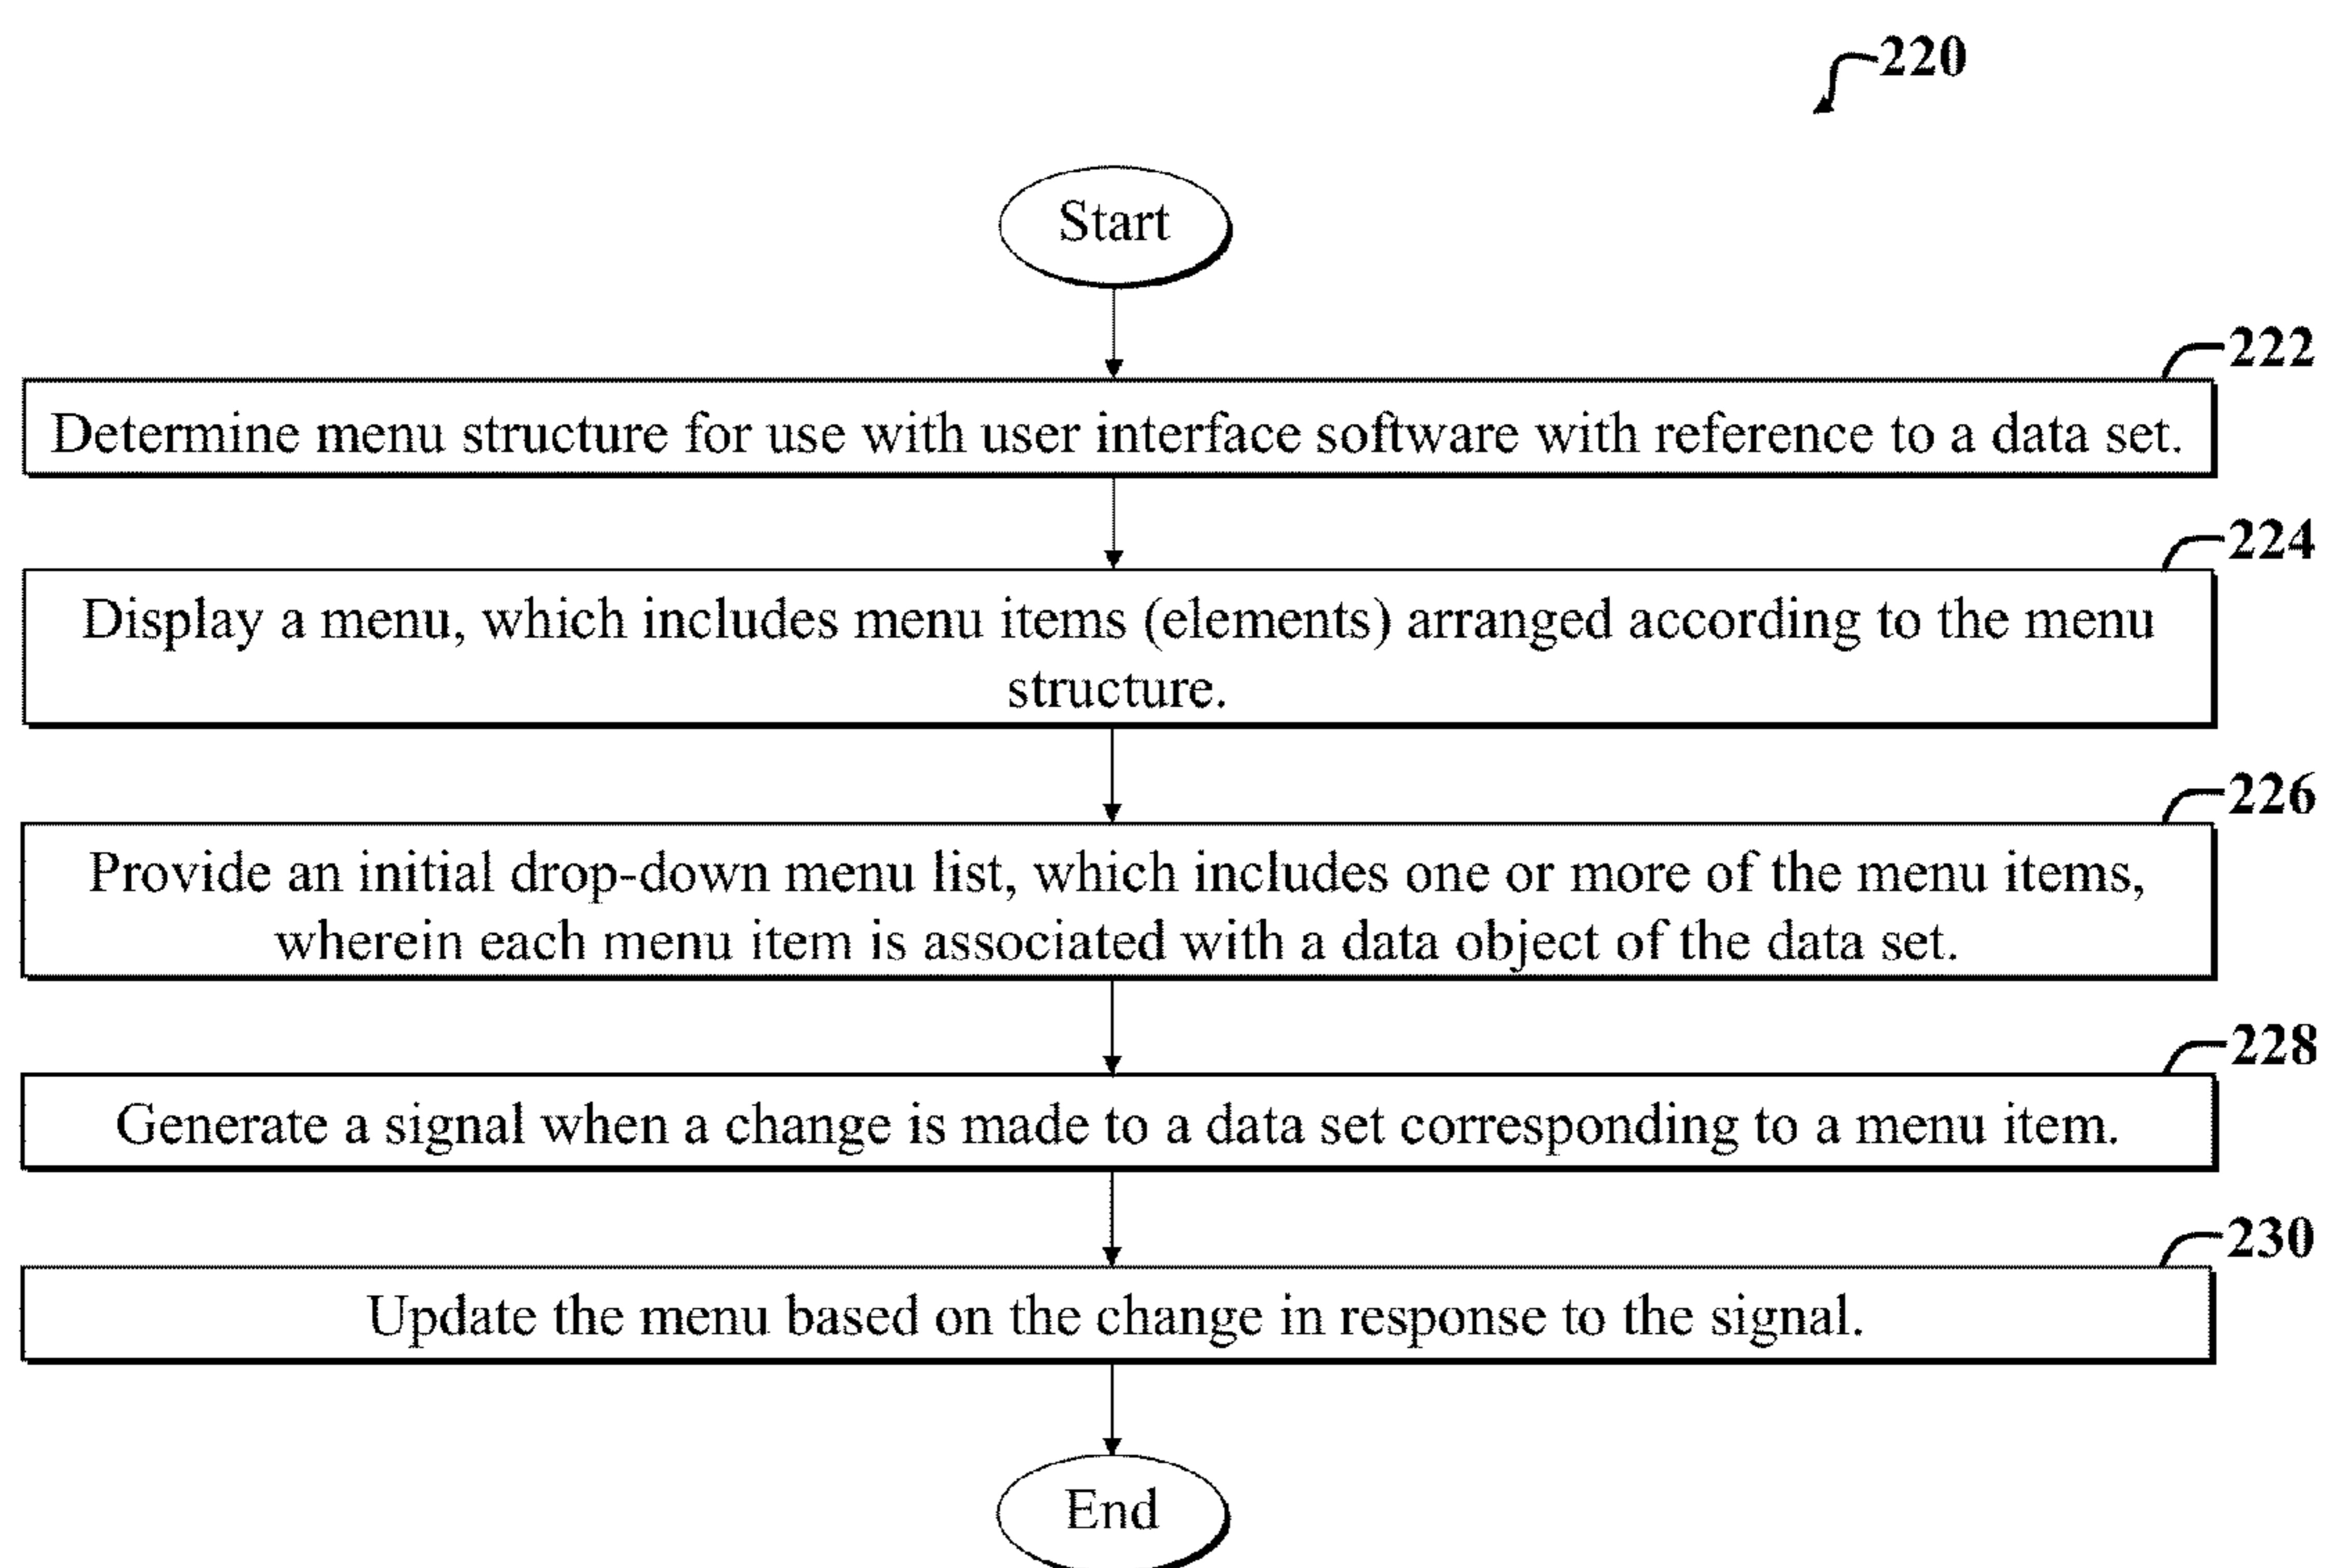 220
Start
222
Determine menu structure for use with user interface software with reference to a data set.
224
Display a menu, which includes menu items (elements) arranged according to the menu
structure.
226
Provide an initial drop-down menu list, which includes one or more of the menu items,
wherein each menu item is associated with a data object of the data set.
228
Generate a signal when a change is made to a data set corresponding to a menu item.
230
Update the menu based on the change in response to the signal.
End